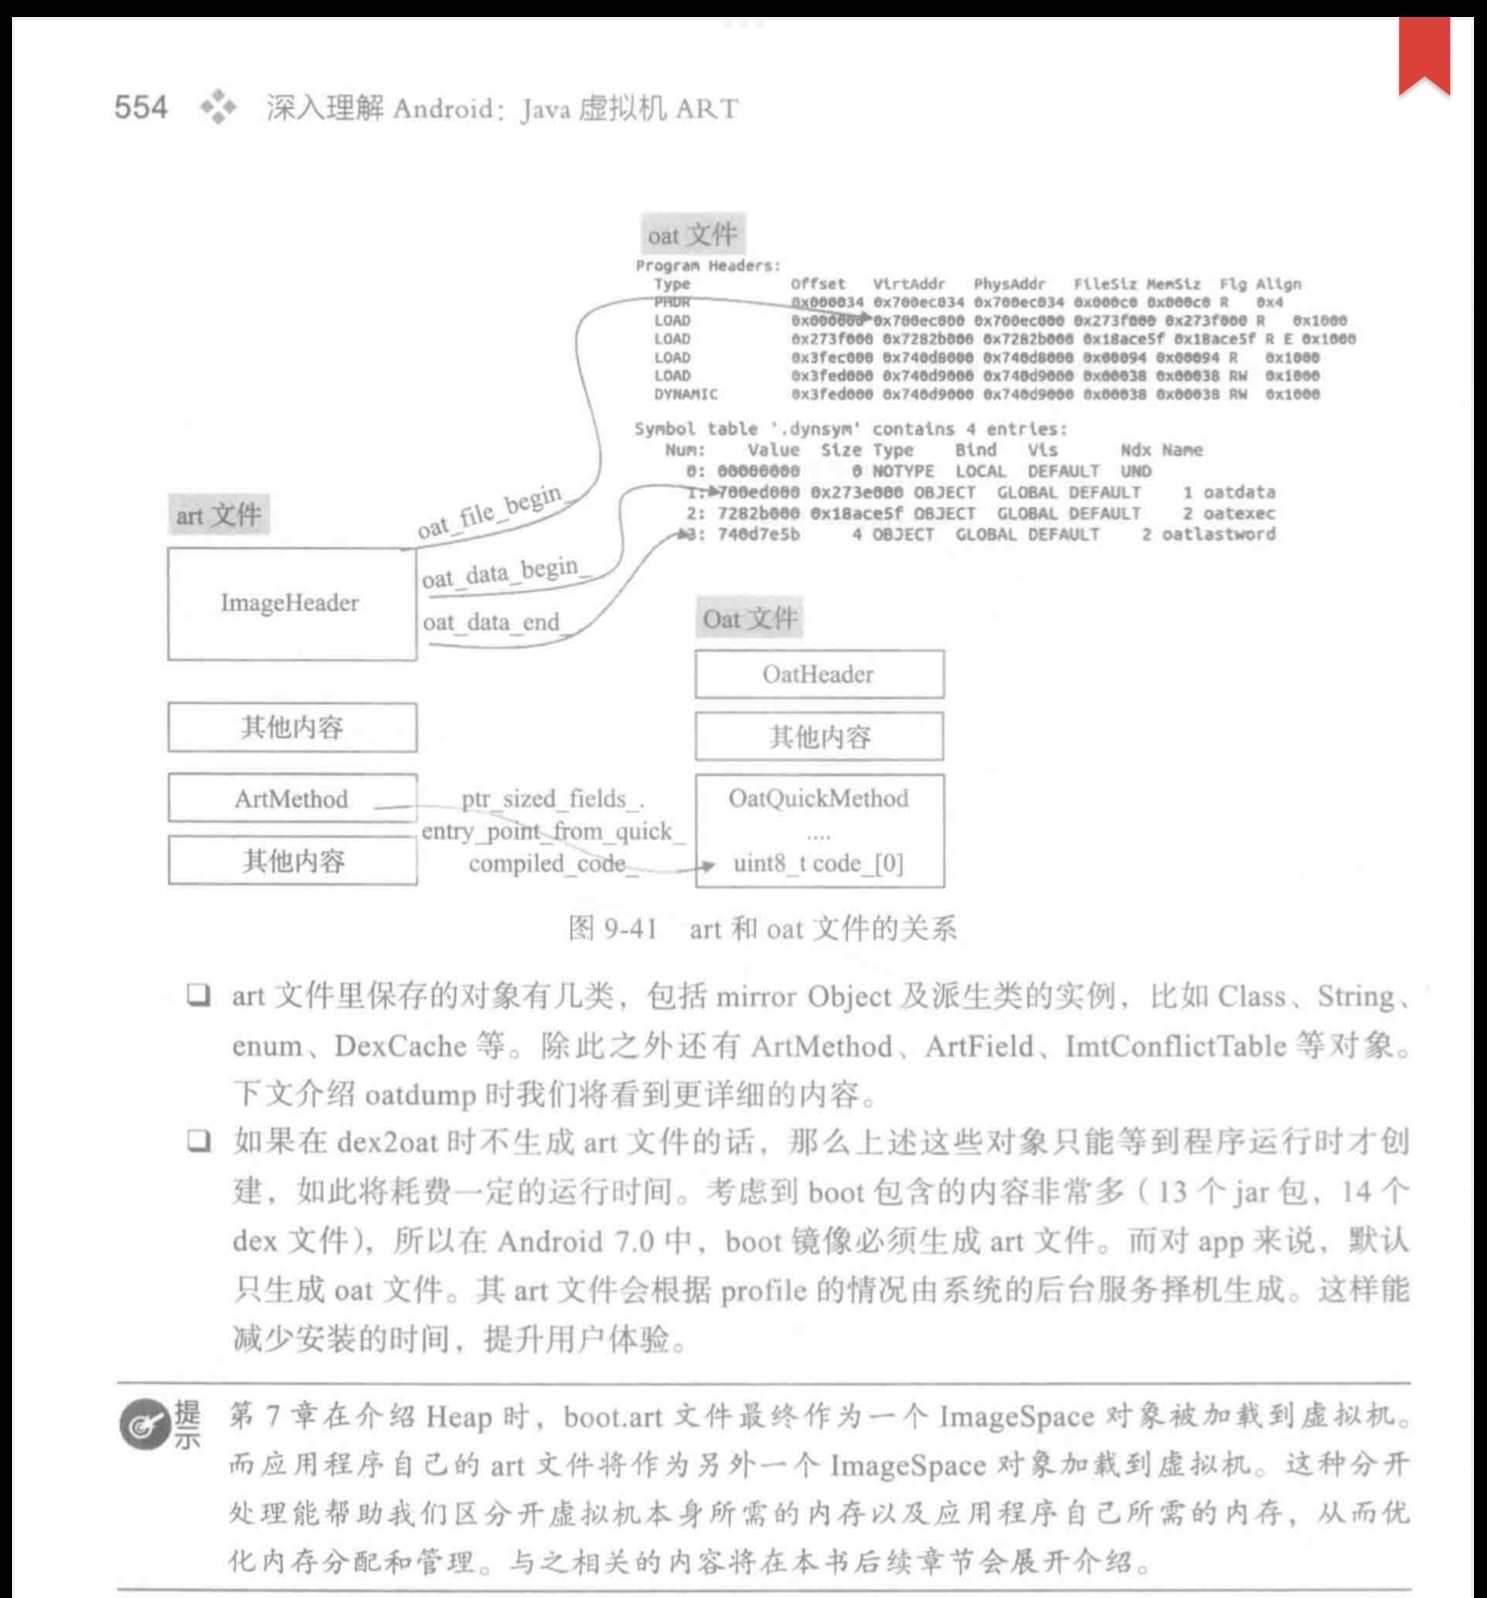 554 深入理解 Android：Java 虚拟机 ART
oat 文件
Program Headers:
Type Offset VirtAddr PhysAddr FileSiz MemSiz Flg Align
PHDR 0x000034 0x700ec034 0x700ec034 0x000c0 0x000c0 R 0x4
LOAD 0x000000 0x700ec000 0x700ec000 0x273f000 0x273f000 R 0x1000
LOAD 0x273f000 0x7282b000 0x7282b000 0x18ace5f 0x18ace5f R E 0x1000
LOAD 0x3fec000 0x740d8000 0x740d8000 0x00094 0x00094 R 0x1000
LOAD 0x3fed000 0x740d9000 0x740d9000 0x00038 0x00038 RW 0x1000
DYNAMIC 0x3fed000 0x740d9000 0x740d9000 0x00038 0x00038 RW 0x1000
Symbol table '.dynsym' contains 4 entries:
Num: Value Size Type Bind Vis Ndx Name
0: 00000000 0 NOTYPE LOCAL DEFAULT UND
1: 700ed000 0x273e000 OBJECT GLOBAL DEFAULT 1 oatdata
2: 7282b000 0x18ace5f OBJECT GLOBAL DEFAULT 2 oatexec
3: 740d7e5b 4 OBJECT GLOBAL DEFAULT 2 oatlastword
art 文件
ImageHeader
oat_file_begin_
oat_data_begin_
oat_data_end_
其他内容
ArtMethod
其他内容
ptr_sized_fields_.
entry_point_from_quick_
compiled_code_
Oat 文件
OatHeader
其他内容
OatQuickMethod
....
uint8_t code_[0]
图 9-41 art 和 oat 文件的关系
❏ art 文件里保存的对象有几类，包括 mirror Object 及派生类的实例，比如 Class、String、
enum、DexCache 等。除此之外还有 ArtMethod、ArtField、ImtConflictTable 等对象。
下文介绍 oatdump 时我们将看到更详细的内容。
❏ 如果在 dex2oat 时不生成 art 文件的话，那么上述这些对象只能等到程序运行时才创
建，如此将耗费一定的运行时间。考虑到 boot 包含的内容非常多（13 个 jar 包，14 个
dex 文件），所以在 Android 7.0 中，boot 镜像必须生成 art 文件。而对 app 来说，默认
只生成 oat 文件。其 art 文件会根据 profile 的情况由系统的后台服务择机生成。这样能
减少安装的时间，提升用户体验。
提示 第 7 章在介绍 Heap 时，boot.art 文件最终作为一个 ImageSpace 对象被加载到虚拟机。
而应用程序自己的 art 文件将作为另外一个 ImageSpace 对象加载到虚拟机。这种分开
处理能帮助我们区分开虚拟机本身所需的内存以及应用程序自己所需的内存，从而优
化内存分配和管理。与之相关的内容将在本书后续章节会展开介绍。